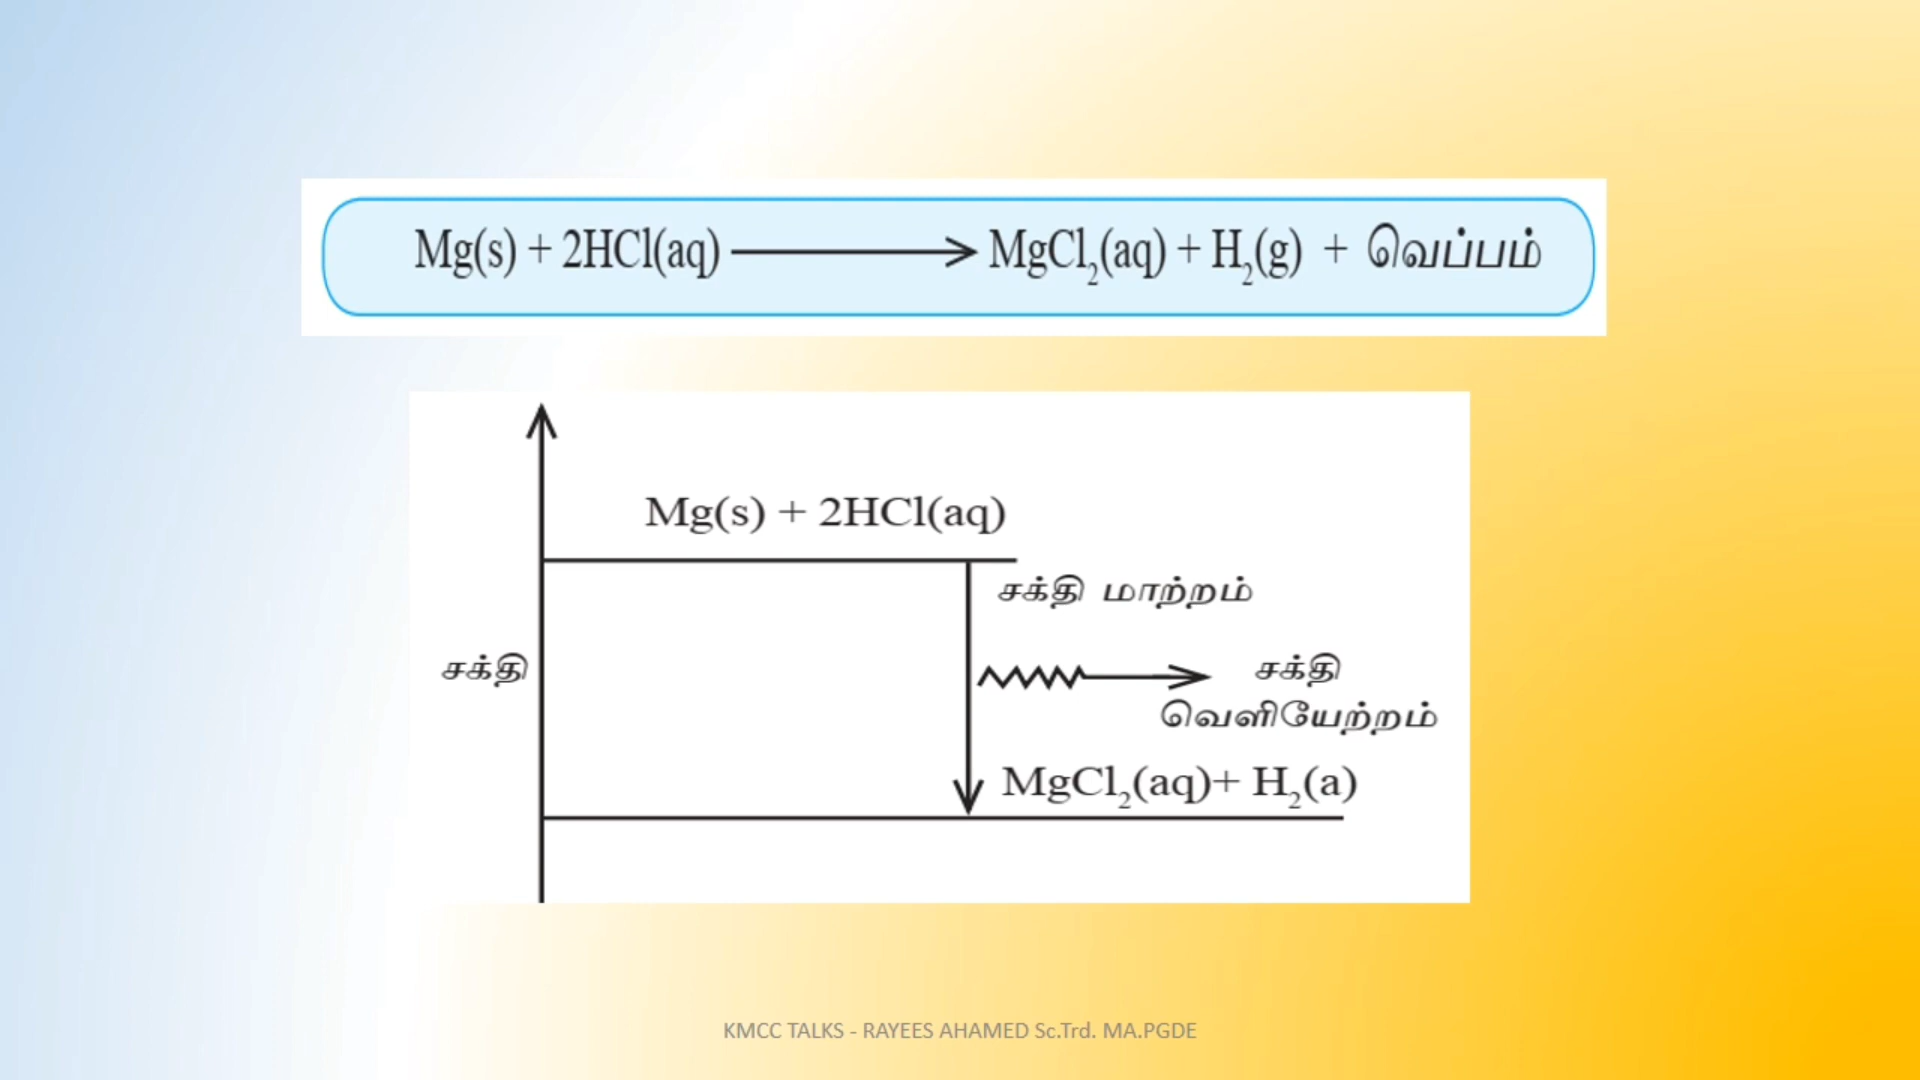 Mg(s) + 2HCl(aq) ⟶ MgCl₂(aq) + H₂(g) + வெப்பம்
Mg(s) + 2HCl(aq)
சக்தி மாற்றம்
சக்தி
சக்தி
வெளியேற்றம்
MgCl₂(aq)+ H₂(a)
KMCC TALKS - RAYEES AHAMED Sc.Trd. MA.PGDE